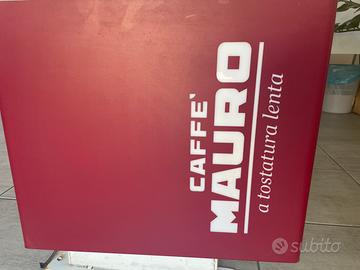 CAFFE'
MAURO
a tostatura lenta
subito